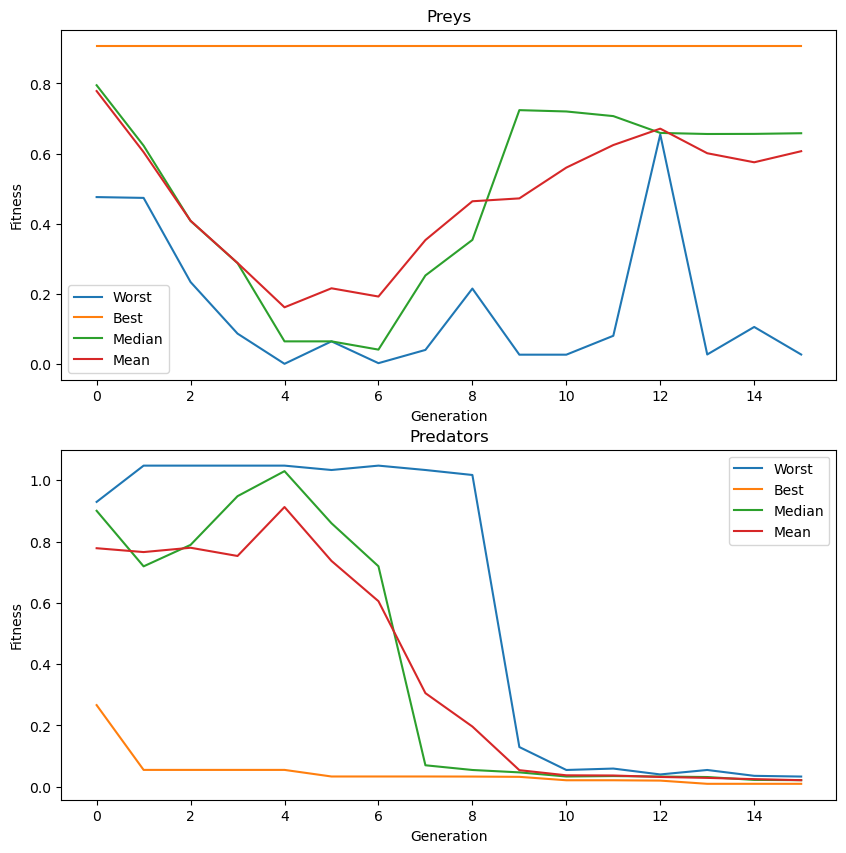 Preys
Fitness
0.8
0.6
0.4
0.2
0.0
Worst
Best
Median
Mean
0 2 4 6 8 10 12 14
Generation
Predators
Fitness
1.0
0.8
0.6
0.4
0.2
0.0
Worst
Best
Median
Mean
0 2 4 6 8 10 12 14
Generation